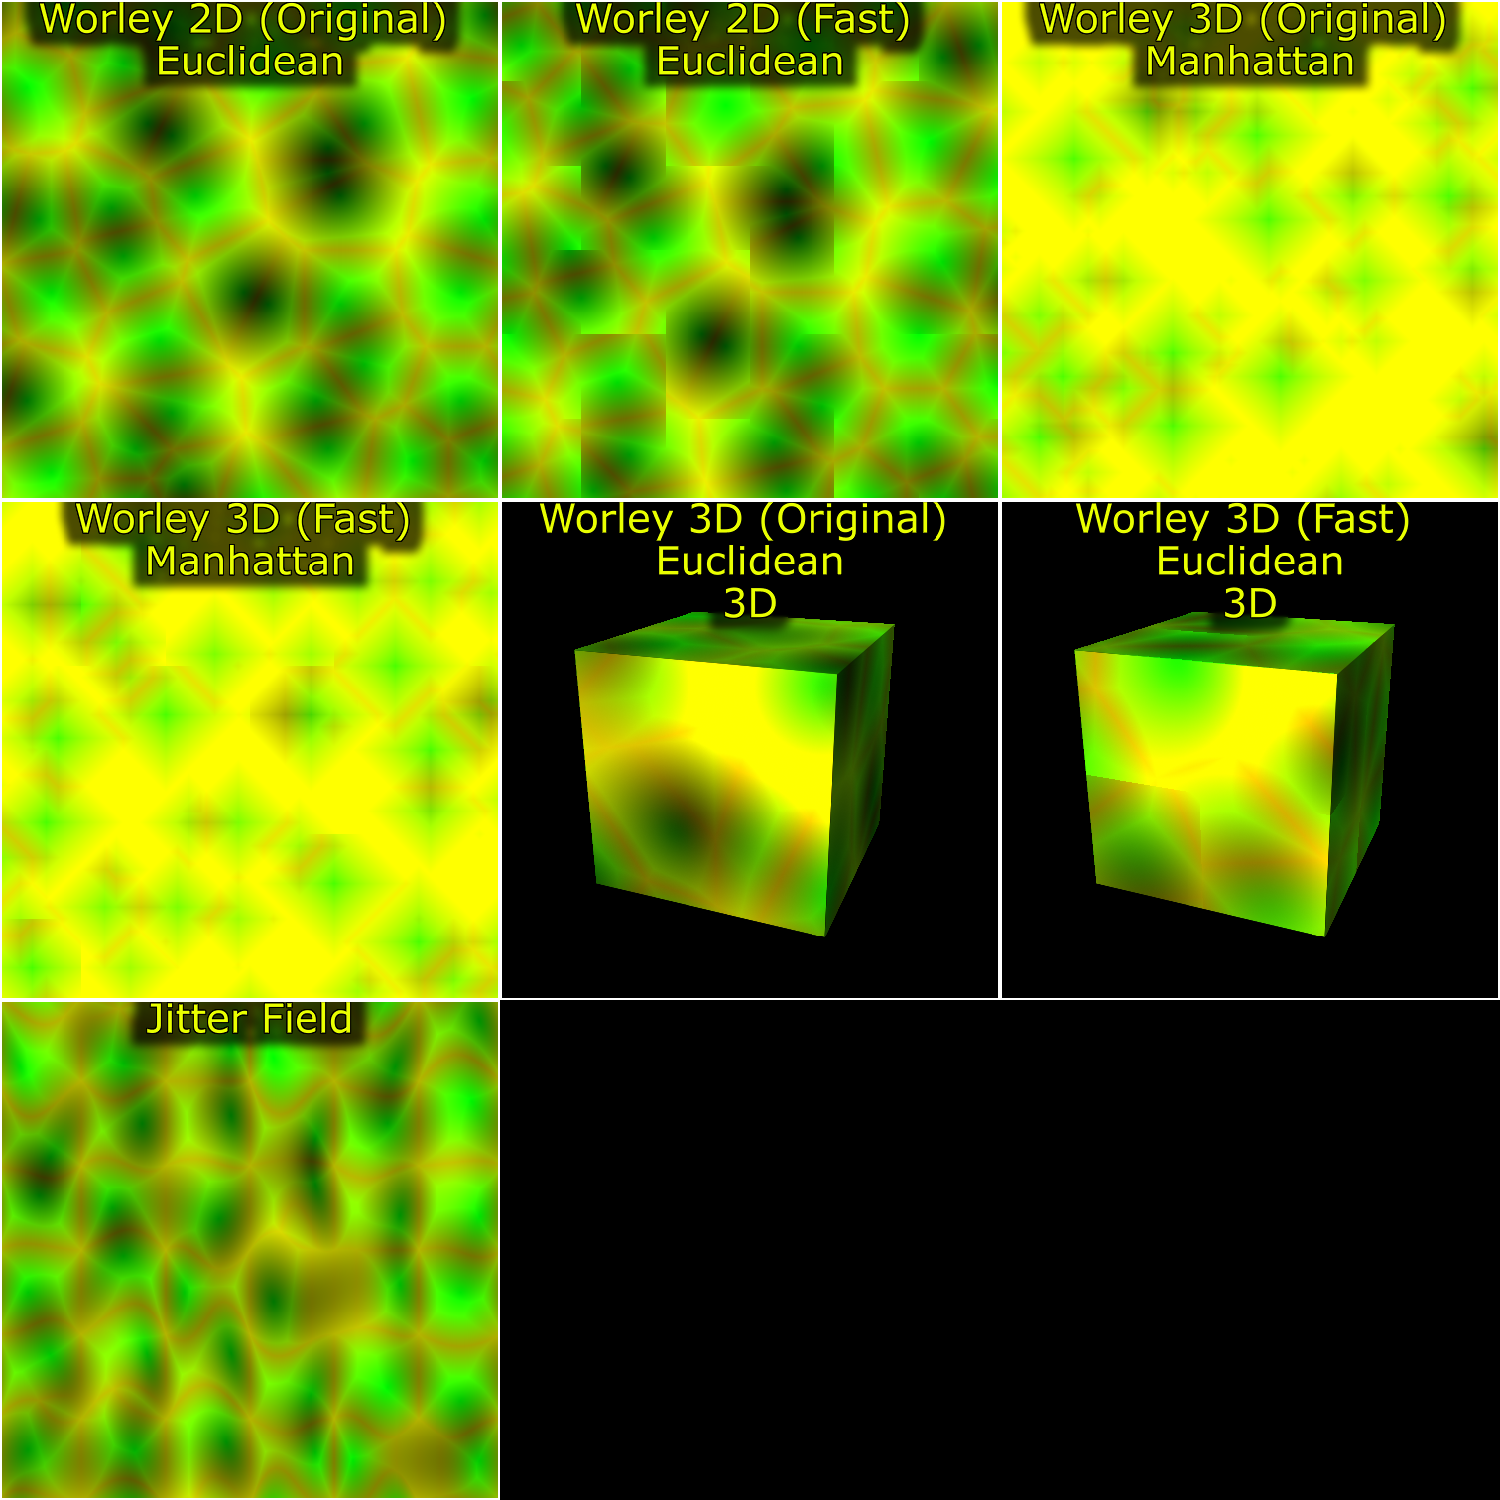 Worley 2D (Original)
Euclidean
Worley 2D (Fast)
Euclidean
Worley 3D (Original)
Manhattan
Worley 3D (Fast)
Manhattan
Worley 3D (Original)
Euclidean
3D
Worley 3D (Fast)
Euclidean
3D
Jitter Field